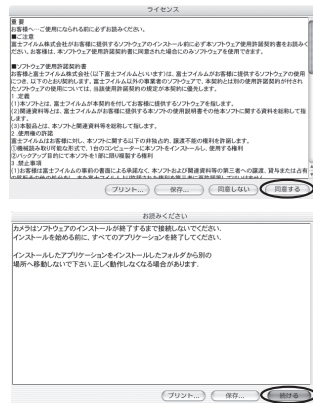 ライセンス
重 要
お客様へ…ご使用になられる前に必ずお読みください。
■ご注意
富士フイルム株式会社がお客様に提供するソフトウェアのインストール前に必ず本ソフトウェア使用許諾契約書をお読みく
ださい。お客様は、本ソフトウェア使用許諾契約書に同意された場合にのみソフトウェアを使用できます。
■ソフトウェア使用許諾契約書
お客様と富士フイルム株式会社（以下富士フイルムといいます）は、富士フイルムがお客様に提供するソフトウェアの使用
につき、以下のとおり契約します。富士フイルム以外の事業者のソフトウェアで、本契約とは別の使用許諾契約が付され
たソフトウェアの使用については、当該使用許諾契約の規定が本契約に優先します。
1 . 定義
(1)本ソフトとは、富士フイルムが本契約を付してお客様に提供するソフトウェアを指します。
(2)関連資料等とは、富士フイルムがお客様に提供する本ソフトの使用説明書その他本ソフトに関する資料を総称して指
します。
(3)本製品とは、本ソフトと関連資料等を総称して指します。
2 . 使用権の許諾
富士フイルムはお客様に対し、本ソフトに関する以下の非独占的、譲渡不能の権利を許諾します。
①機械読み取り可能な形式で、1台のコンピューターに本ソフトをインストールし、使用する権利
②バックアップ目的にて本ソフトを1部に限り複製する権利
3 . 禁止事項
(1)お客様は富士フイルムの事前の書面による承諾なく、本ソフトおよび関連資料等の第三者への譲渡、貸与または占有
プリント...
保存...
同意しない
同意する
お読みください
カメラはソフトウェアのインストールが終了するまで接続しないでください。
インストールを始める前に、すべてのアプリケーションを終了してください。
インストールしたアプリケーションをインストールしたフォルダから別の
場所へ移動しないで下さい.正しく動作しなくなる場合があります.
プリント...
保存...
続ける